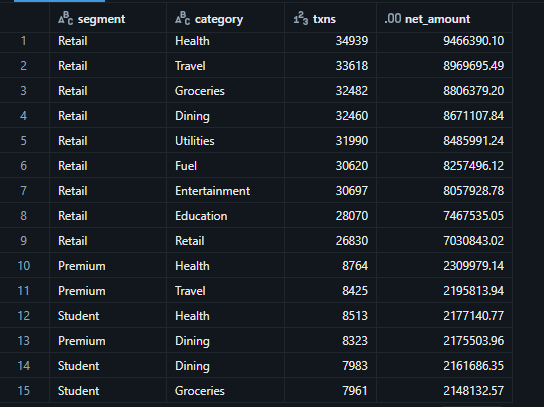 ABC segment ABC category 123 txns .00 net_amount
1 Retail Health 34939 9466390.10
2 Retail Travel 33618 8969695.49
3 Retail Groceries 32482 8806379.20
4 Retail Dining 32460 8671107.84
5 Retail Utilities 31990 8485991.24
6 Retail Fuel 30620 8257496.12
7 Retail Entertainment 30697 8057928.78
8 Retail Education 28070 7467535.05
9 Retail Retail 26830 7030843.02
10 Premium Health 8764 2309979.14
11 Premium Travel 8425 2195813.94
12 Student Health 8513 2177140.77
13 Premium Dining 8323 2175503.96
14 Student Dining 7983 2161686.35
15 Student Groceries 7961 2148132.57